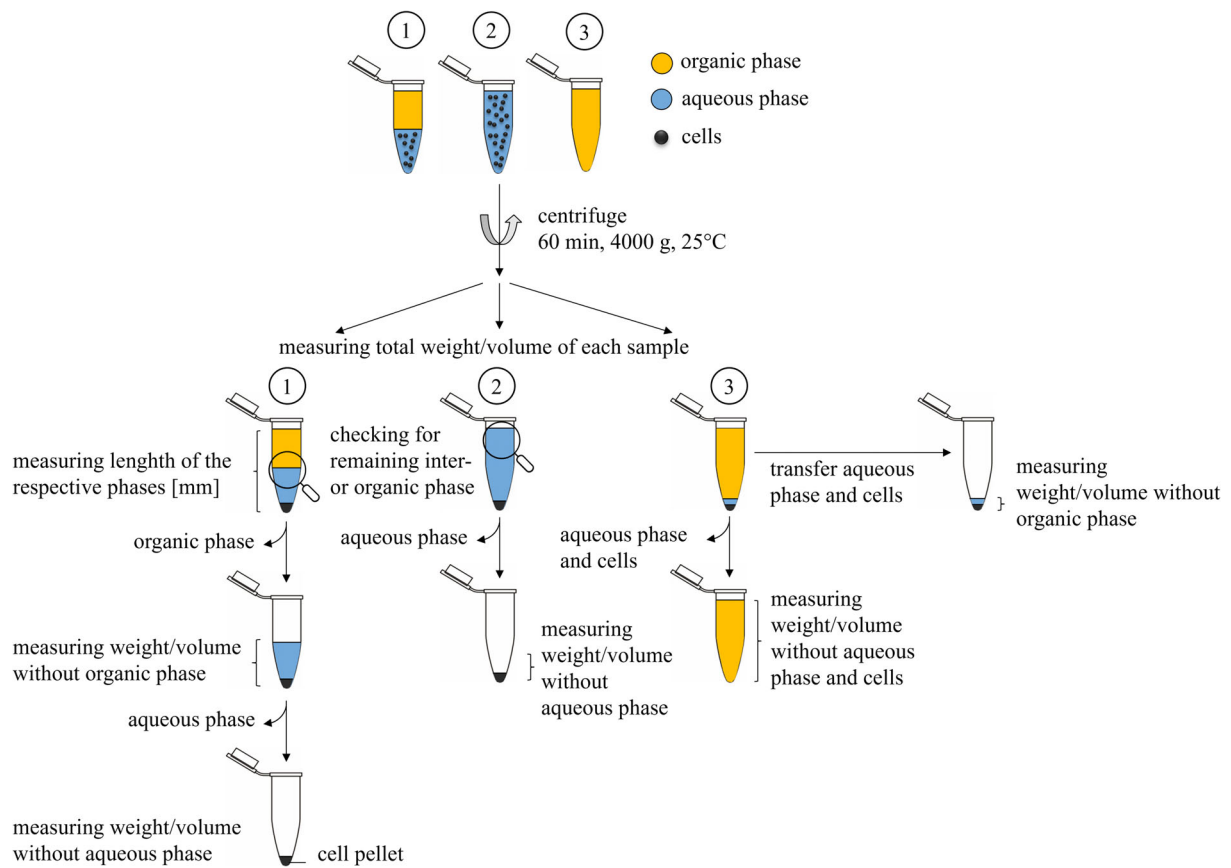 1
2
3
organic phase
aqueous phase
cells
centrifuge
60 min, 4000 g, 25°C
measuring total weight/volume of each sample
1
2
3
measuring lenghth of the
respective phases [mm]
checking for
remaining inter-
or organic phase
transfer aqueous
phase and cells
measuring
weight/volume without
organic phase
organic phase
aqueous phase
aqueous phase
and cells
measuring weight/volume
without organic phase
measuring
weight/volume
without
aqueous phase
measuring
weight/volume
without aqueous
phase and cells
aqueous phase
measuring weight/volume
without aqueous phase
cell pellet